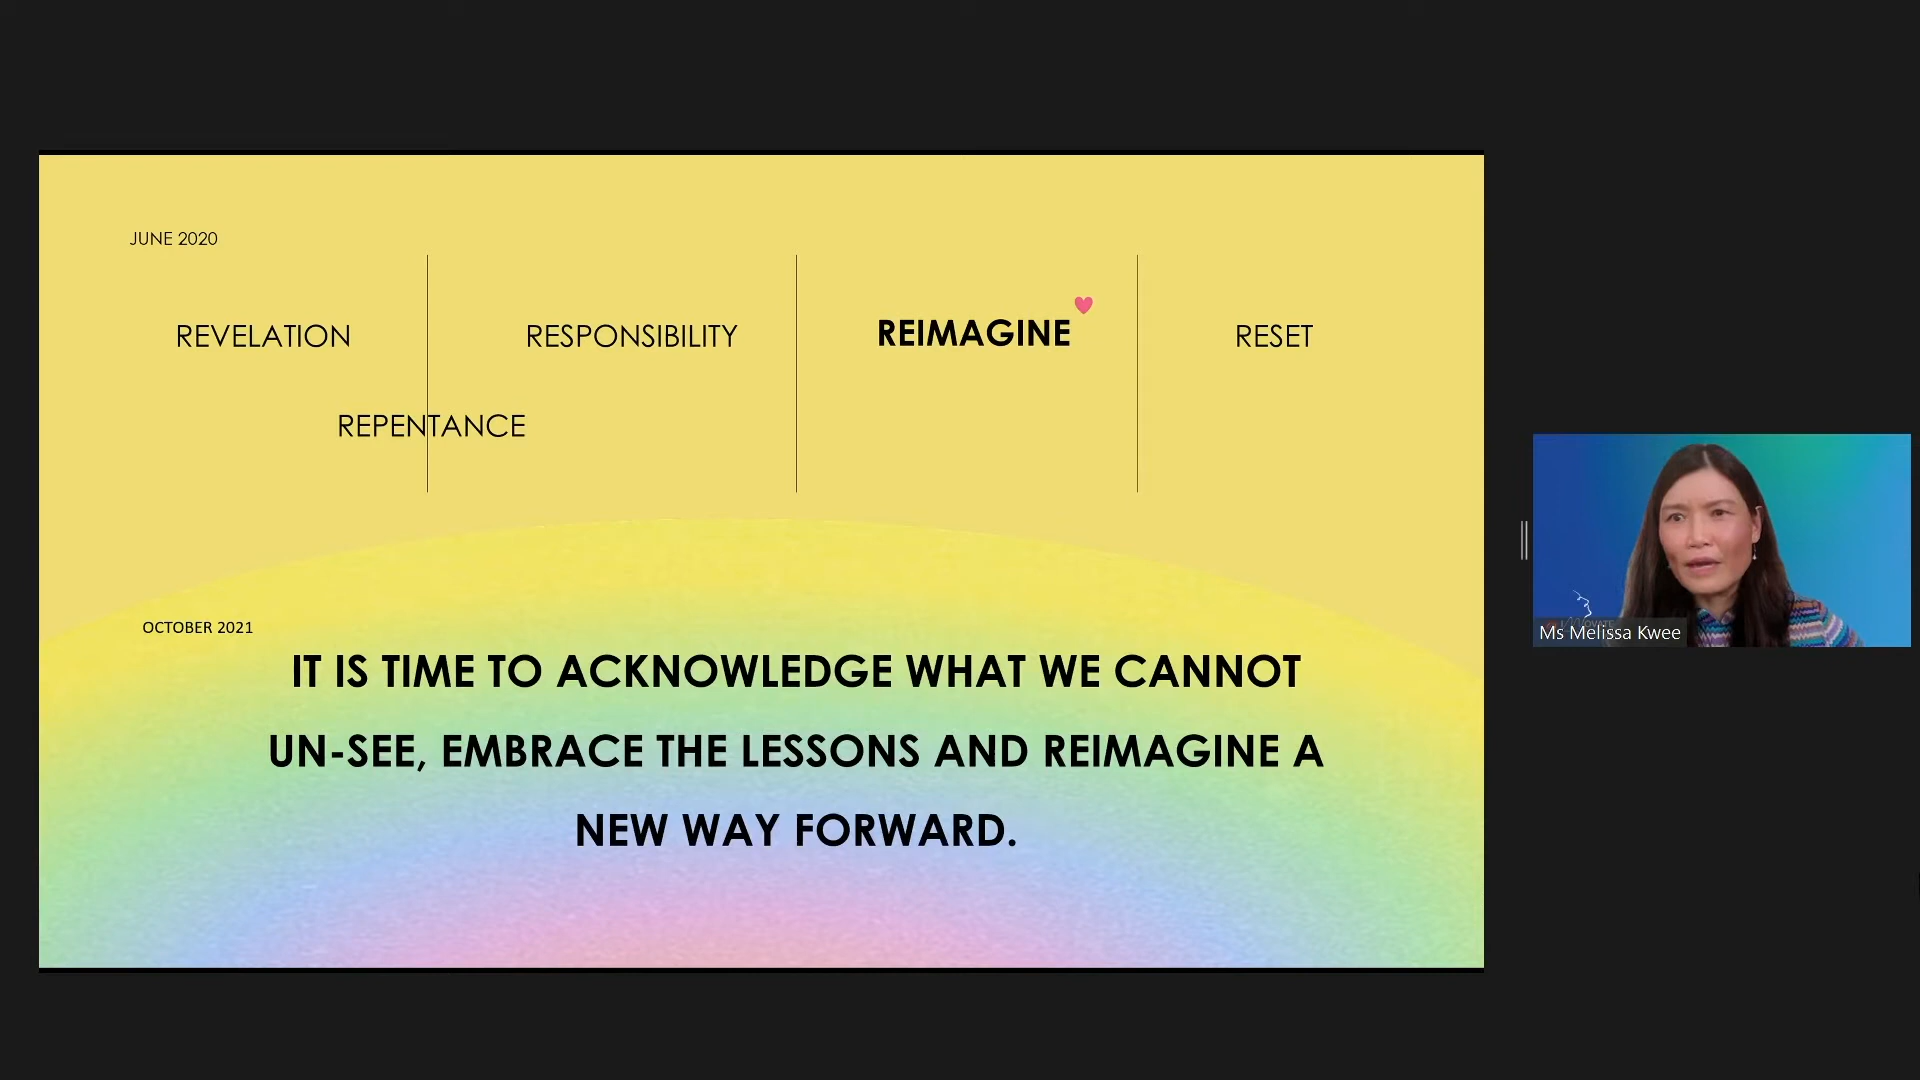 JUNE 2020
REVELATION
RESPONSIBILITY
REIMAGINE
RESET
REPENTANCE
OCTOBER 2021
IT IS TIME TO ACKNOWLEDGE WHAT WE CANNOT
UN-SEE, EMBRACE THE LESSONS AND REIMAGINE A
NEW WAY FORWARD.
Ms Melissa Kwee